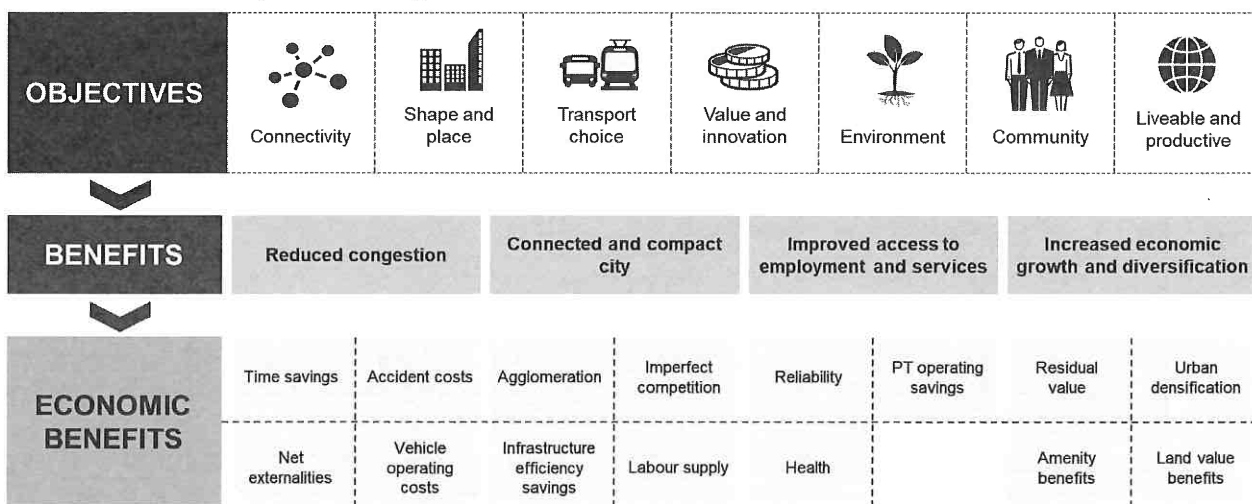 OBJECTIVES
Connectivity
Shape and
place
Transport
choice
Value and
innovation
Environment
Community
Liveable and
productive
BENEFITS
Reduced congestion
Connected and compact
city
Improved access to
employment and services
Increased economic
growth and diversification
ECONOMIC
BENEFITS
Time savings
Accident costs
Agglomeration
Imperfect
competition
Reliability
PT operating
savings
Residual
value
Urban
densification
Net
externalities
Vehicle
operating
costs
Infrastructure
efficiency
savings
Labour supply
Health
Amenity
benefits
Land value
benefits